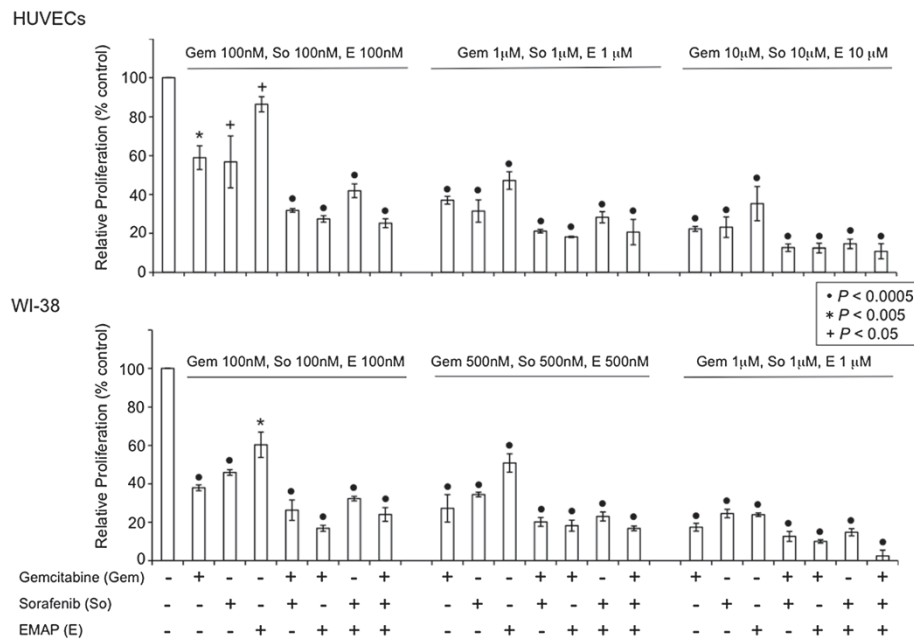 HUVECs
Relative Proliferation (% control)
100
80
60
40
20
0
Gem 100nM, So 100nM, E 100nM
Gem 1μM, So 1μM, E 1 μM
Gem 10μM, So 10μM, E 10 μM
* + +
• • • •
• • • • • • •
• • • • • • •
• P < 0.0005
* P < 0.005
+ P < 0.05
WI-38
Relative Proliferation (% control)
100
80
60
40
20
0
Gem 100nM, So 100nM, E 100nM
Gem 500nM, So 500nM, E 500nM
Gem 1μM, So 1μM, E 1 μM
• • * • • • •
• • • • • • •
• • • • • • •
Gemcitabine (Gem) - + - - + + - + + - - + + - + + - - + + - +
Sorafenib (So) - - + - + - + + - + - + - + + - + - + - + +
EMAP (E) - - - + - + + + - - + - + + + - - + - + + +